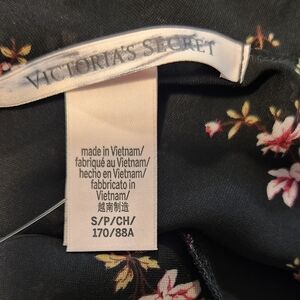 VICTORIA'S SECRET
made in Vietnam/
fabriqué au Vietnam/
hecho en Vietnam/
fabbricato in
Vietnam/
越南制造
S/P/CH/
170/88A